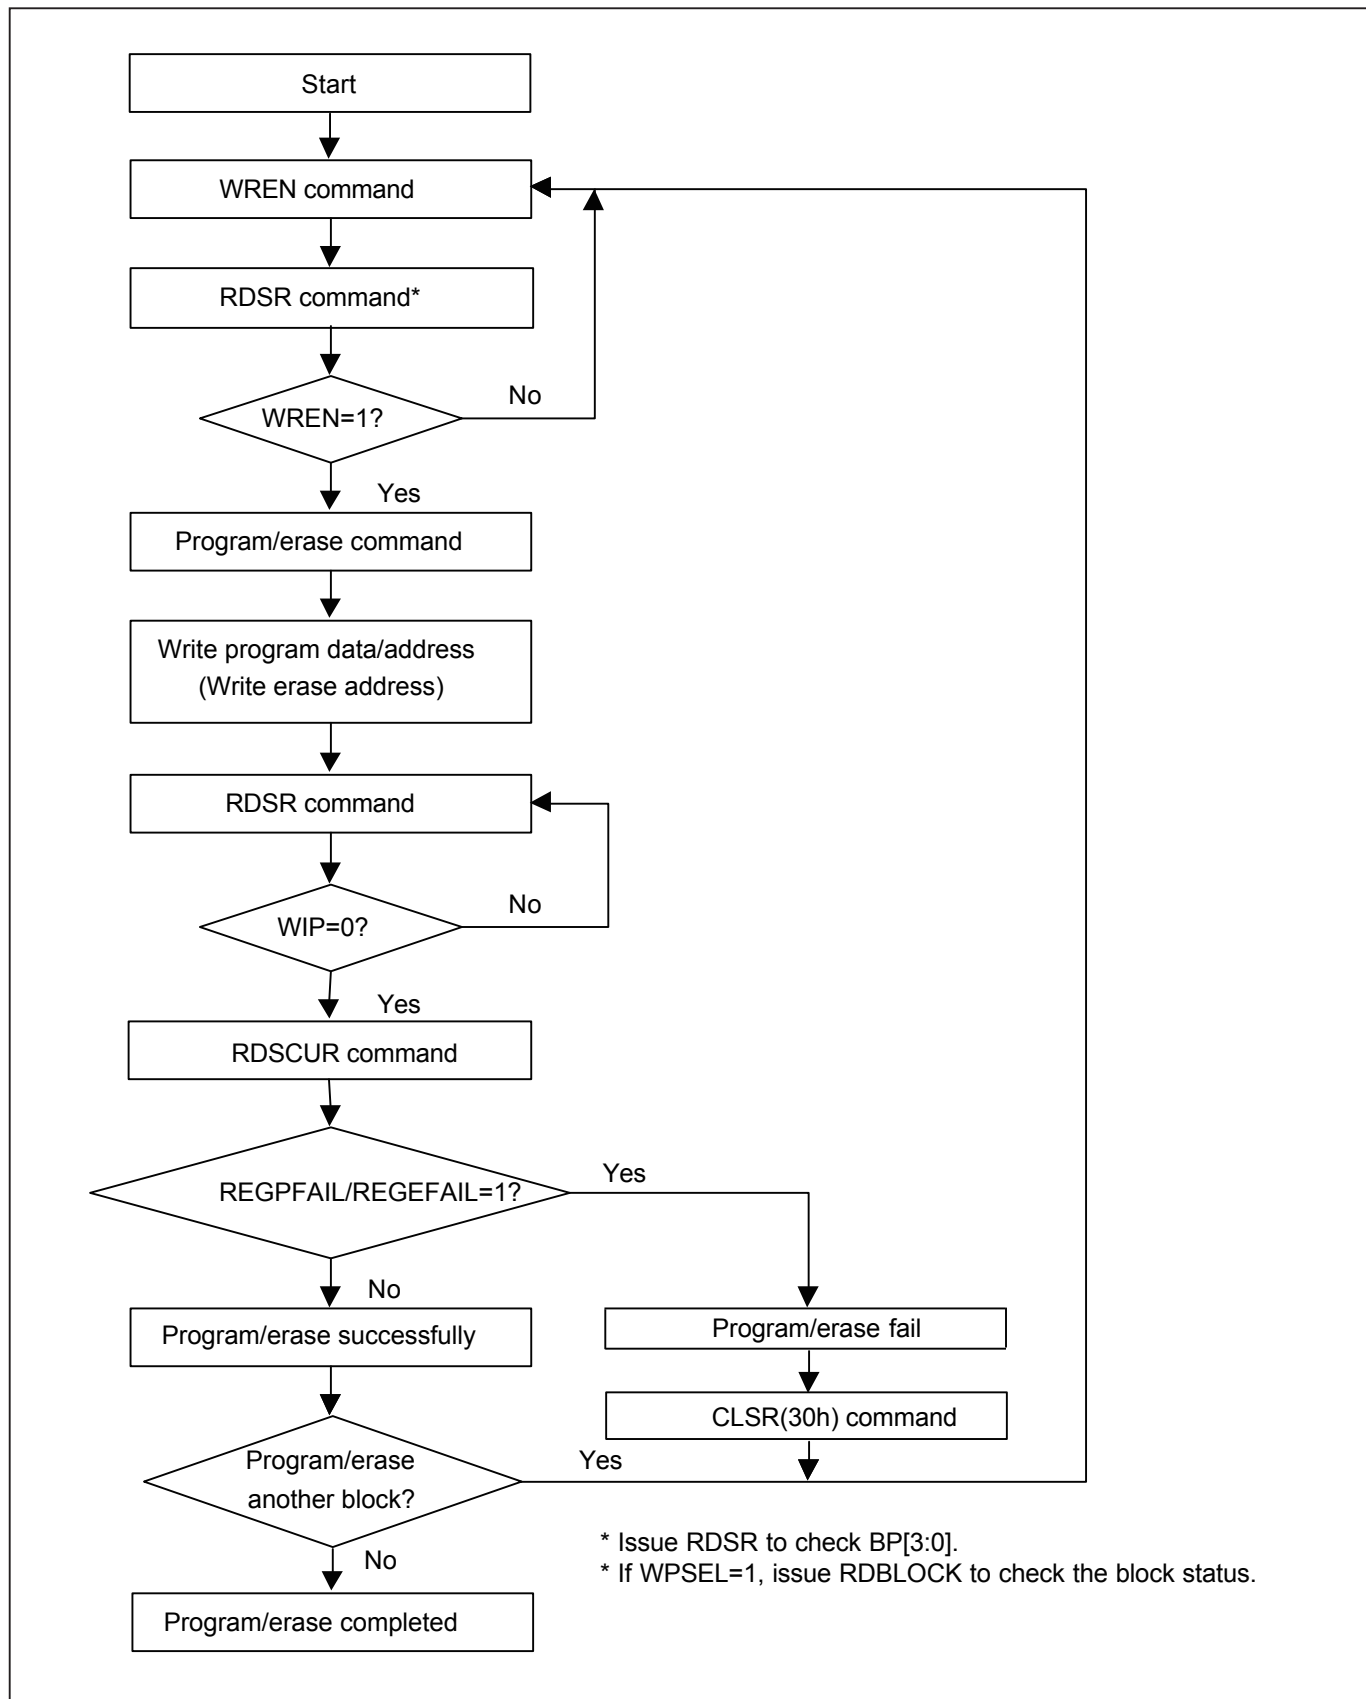 Start
WREN command
RDSR command*
WREN=1?
No
Yes
Program/erase command
Write program data/address
(Write erase address)
RDSR command
WIP=0?
No
Yes
RDSCUR command
REGPFAIL/REGEFAIL=1?
Yes
No
Program/erase successfully
Program/erase fail
CLSR(30h) command
Program/erase
another block?
Yes
No
* Issue RDSR to check BP[3:0].
* If WPSEL=1, issue RDBLOCK to check the block status.
Program/erase completed